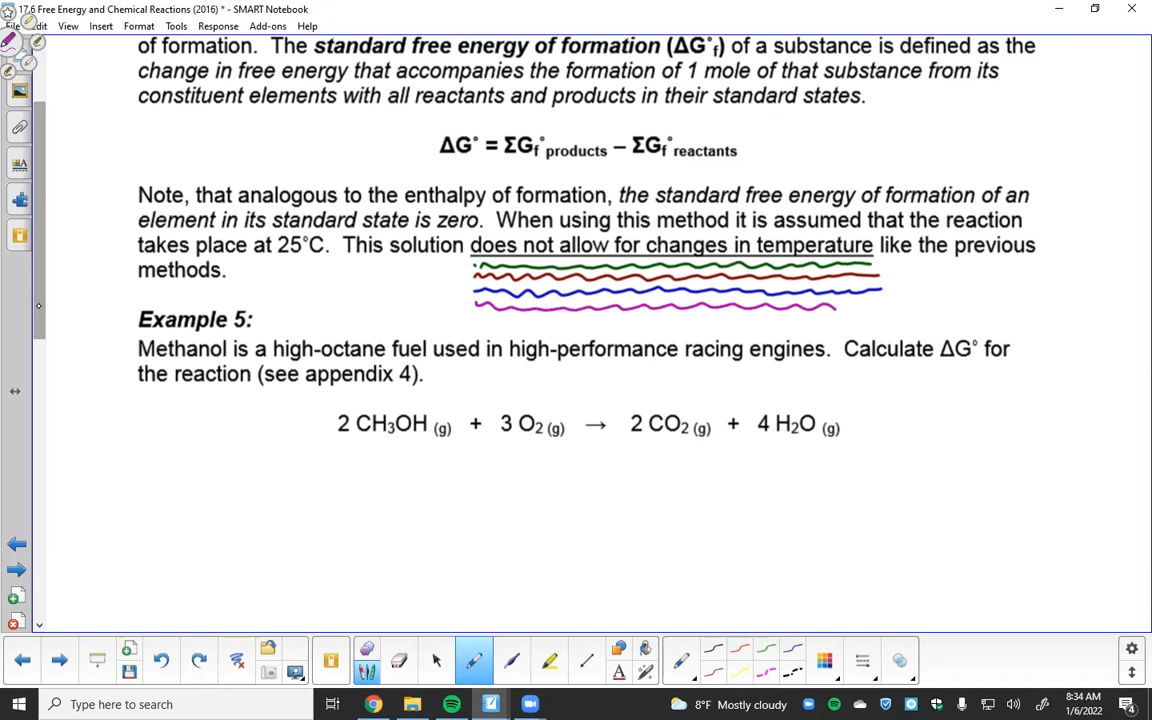 17.6 Free Energy and Chemical Reactions (2016) * - SMART Notebook
File Edit View Insert Format Tools Response Add-ons Help
of formation. The standard free energy of formation (ΔG°f) of a substance is defined as the
change in free energy that accompanies the formation of 1 mole of that substance from its
constituent elements with all reactants and products in their standard states.
ΔG° = ΣGf°products – ΣGf°reactants
Note, that analogous to the enthalpy of formation, the standard free energy of formation of an
element in its standard state is zero. When using this method it is assumed that the reaction
takes place at 25°C. This solution does not allow for changes in temperature like the previous
methods.
Example 5:
Methanol is a high-octane fuel used in high-performance racing engines. Calculate ΔG° for
the reaction (see appendix 4).
2 CH₃OH (g) + 3 O₂ (g) → 2 CO₂ (g) + 4 H₂O (g)
Type here to search
8°F Mostly cloudy
8:34 AM
1/6/2022
4